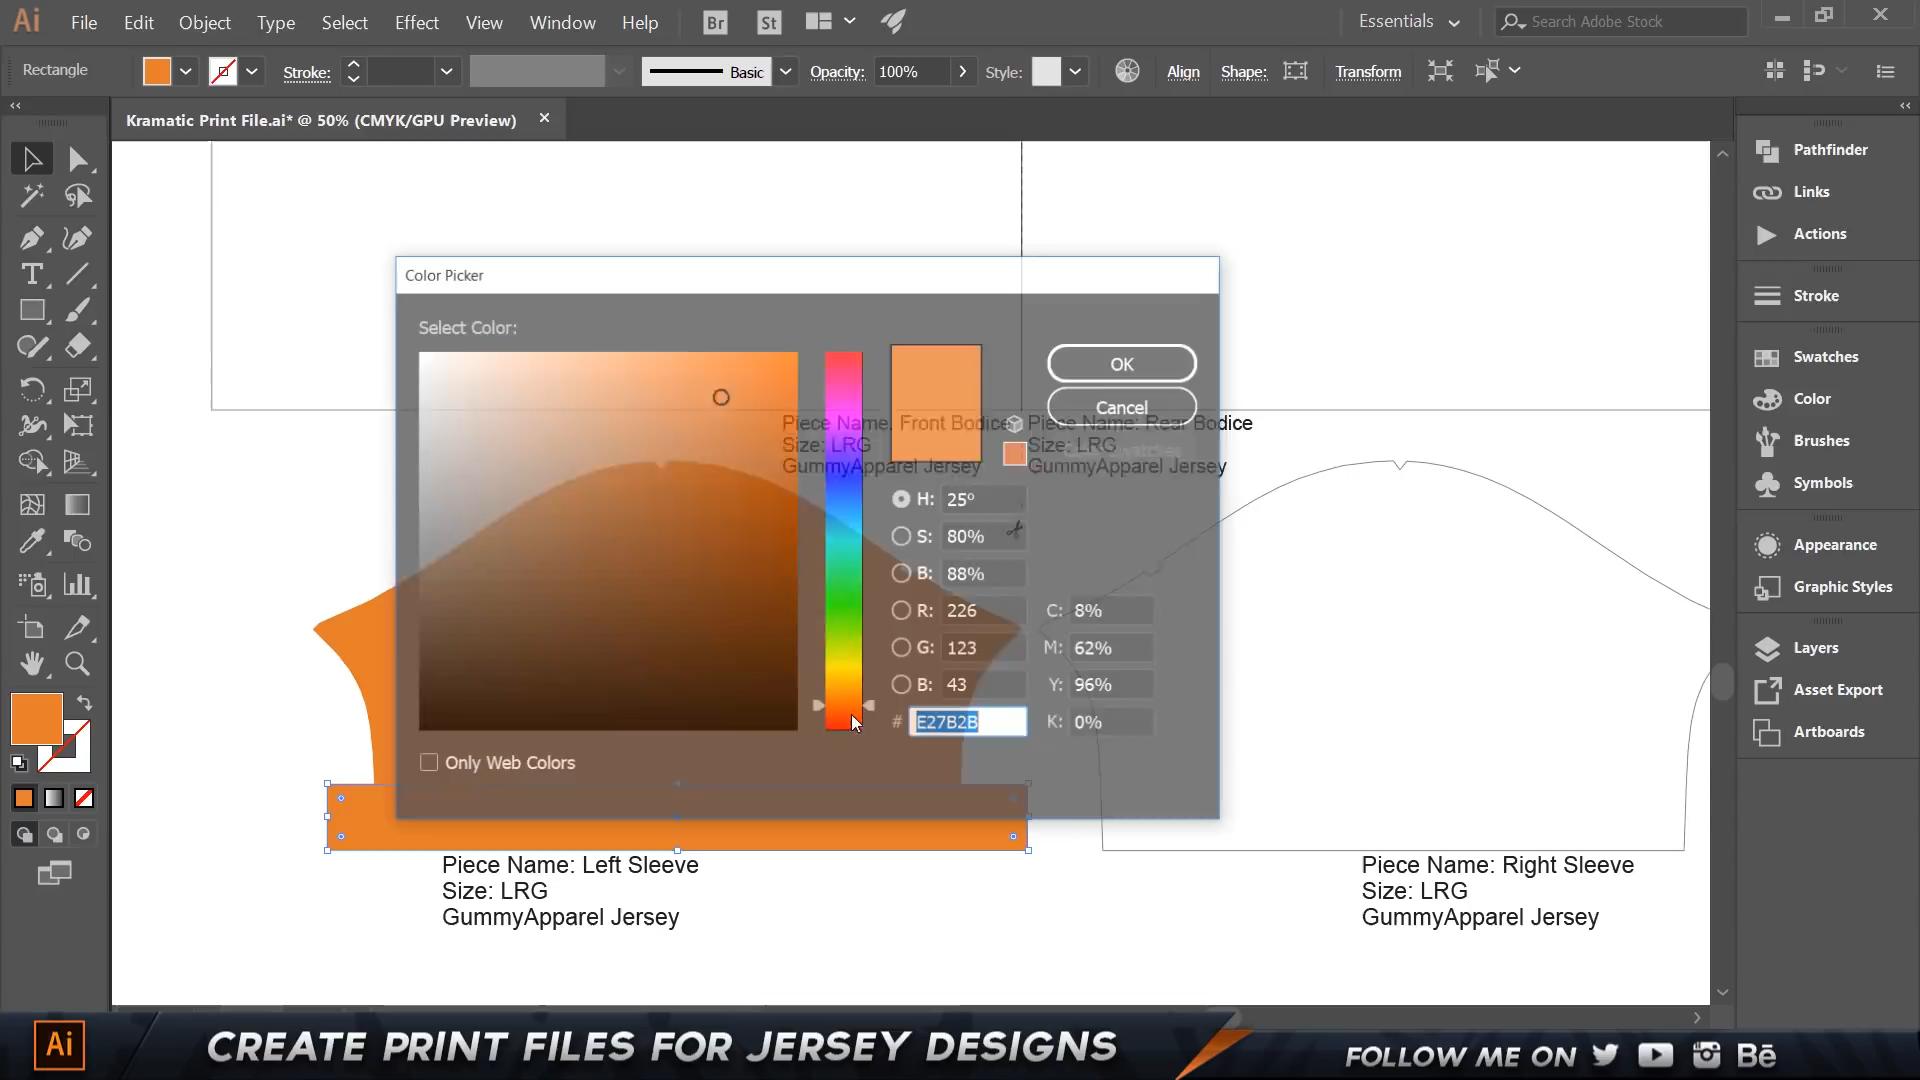 Ai File Edit Object Type Select Effect View Window Help Br St Essentials Search Adobe Stock
Rectangle Stroke: Basic Opacity: 100% Style: Align Shape: Transform
Kramatic Print File.ai* @ 50% (CMYK/GPU Preview)
Pathfinder
Links
Actions
Stroke
Swatches
Color
Brushes
Symbols
Appearance
Graphic Styles
Layers
Asset Export
Artboards
Color Picker
Select Color:
OK
Cancel
Piece Name: Front Bodice
Size: LRG
GummyApparel Jersey
Piece Name: Rear Bodice
Size: LRG
GummyApparel Jersey
H: 25º
S: 80%
B: 88%
R: 226
G: 123
B: 43
# E27B2B
C: 8%
M: 62%
Y: 96%
K: 0%
Only Web Colors
Piece Name: Left Sleeve
Size: LRG
GummyApparel Jersey
Piece Name: Right Sleeve
Size: LRG
GummyApparel Jersey
Ai CREATE PRINT FILES FOR JERSEY DESIGNS
FOLLOW ME ON Bē